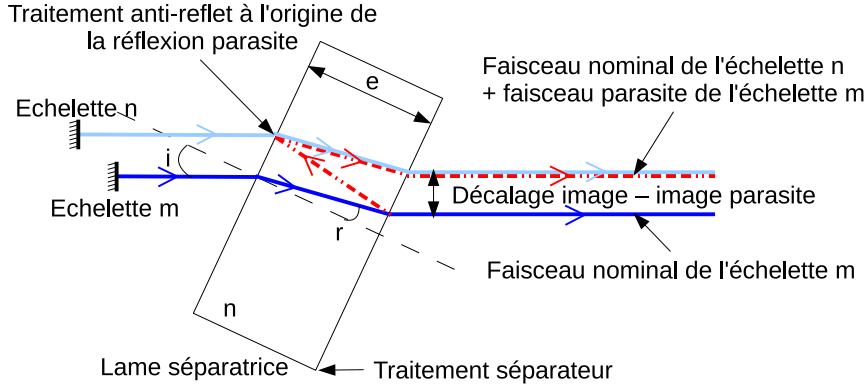 Traitement anti-reflet à l'origine de
la réflexion parasite
e
Faisceau nominal de l'échelette n
+ faisceau parasite de l'échelette m
Echelette n
i
Décalage image – image parasite
Echelette m
r
Faisceau nominal de l'échelette m
n
Lame séparatrice
Traitement séparateur